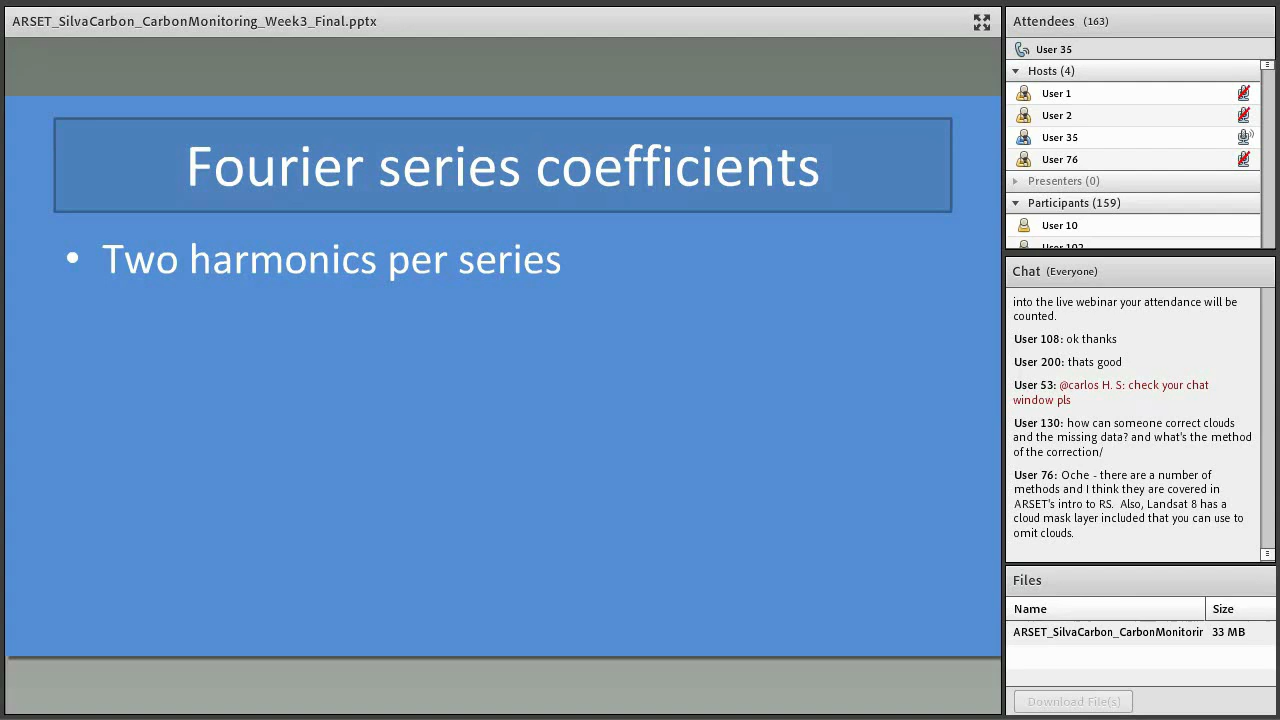 ARSET_SilvaCarbon_CarbonMonitoring_Week3_Final.pptx
Fourier series coefficients
• Two harmonics per series
Attendees (163)
User 35
Hosts (4)
User 1
User 2
User 35
User 76
Presenters (0)
Participants (159)
User 10
User 102
Chat (Everyone)
into the live webinar your attendance will be
counted.
User 108: ok thanks
User 200: thats good
User 53: @carlos H. S: check your chat
window pls
User 130: how can someone correct clouds
and the missing data? and what's the method
of the correction/
User 76: Oche - there are a number of
methods and I think they are covered in
ARSET's intro to RS. Also, Landsat 8 has a
cloud mask layer included that you can use to
omit clouds.
Files
Name Size
ARSET_SilvaCarbon_CarbonMonitorir 33 MB
Download File(s)